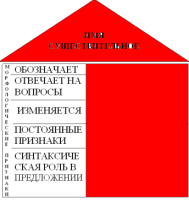 ИМЯ
СУЩЕСТВИТЕЛЬНОЕ
МОРФОЛОГИЧЕСКИЕ ПРИЗНАКИ
ОБОЗНАЧАЕТ
ОТВЕЧАЕТ НА
ВОПРОСЫ
ИЗМЕНЯЕТСЯ
ПОСТОЯННЫЕ
ПРИЗНАКИ
СИНТАКСИЧЕ
СКАЯ РОЛЬ В
ПРЕДЛОЖЕНИИ